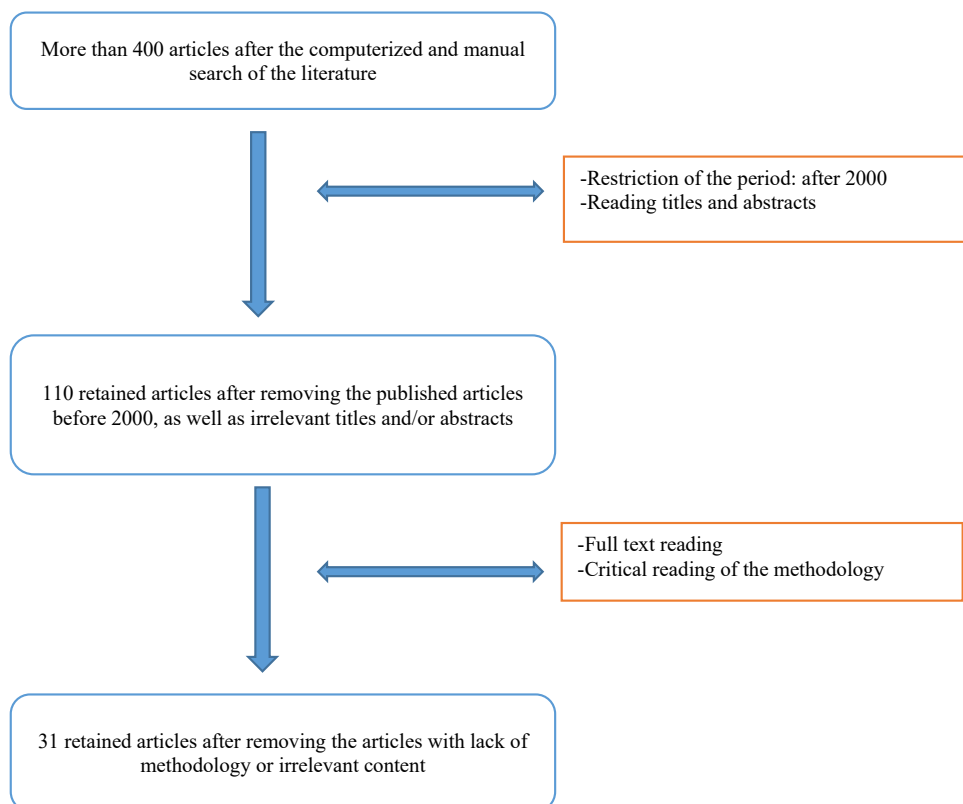 More than 400 articles after the computerized and manual
search of the literature
-Restriction of the period: after 2000
-Reading titles and abstracts
110 retained articles after removing the published articles
before 2000, as well as irrelevant titles and/or abstracts
-Full text reading
-Critical reading of the methodology
31 retained articles after removing the articles with lack of
methodology or irrelevant content